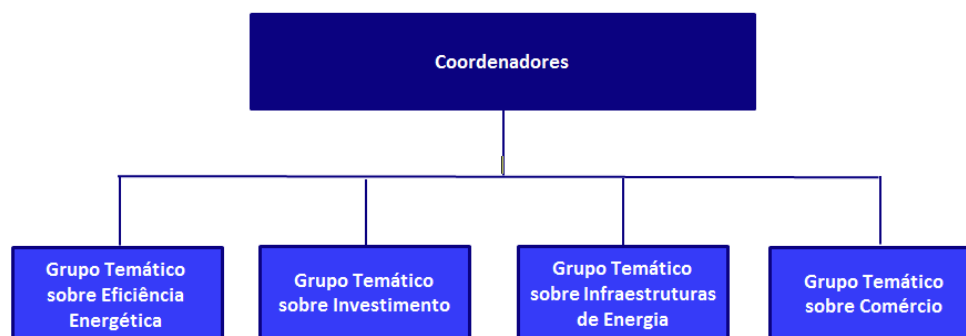 Coordenadores
Grupo Temático
sobre Eficiência
Energética
Grupo Temático
sobre Investimento
Grupo Temático
sobre Infraestruturas
de Energia
Grupo Temático
sobre Comércio